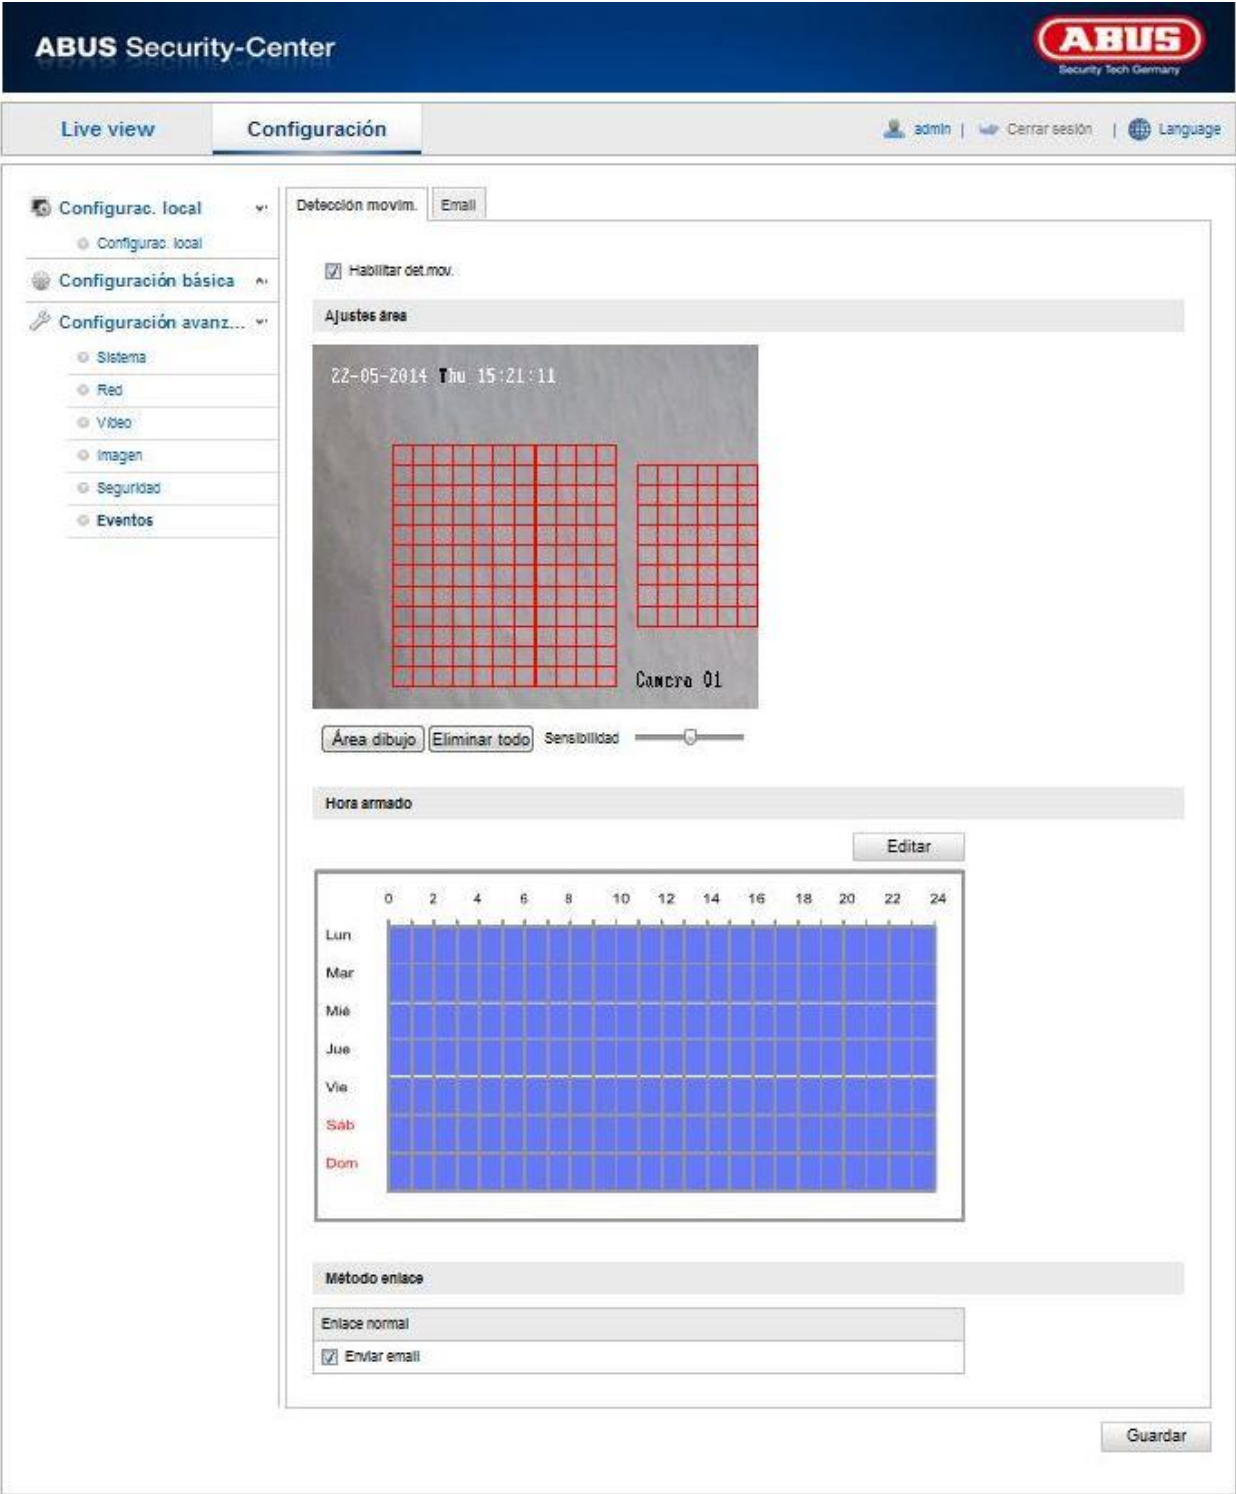 ABUS Security-Center
ABUS
Security Tech Germany
Live view
Configuración
admin | Cerrar sesión | Language
Configurac. local
Configurac. local
Configuración básica
Configuración avanz...
Sistema
Red
Vídeo
Imagen
Seguridad
Eventos
Detección movim.
Email
Habilitar det.mov.
Ajustes área
22-05-2014 Thu 15:21:11
Camera 01
Área dibujo
Eliminar todo
Sensibilidad
Hora armado
Editar
0 2 4 6 8 10 12 14 16 18 20 22 24
Lun
Mar
Mié
Jue
Vie
Sáb
Dom
Método enlace
Enlace normal
Enviar email
Guardar